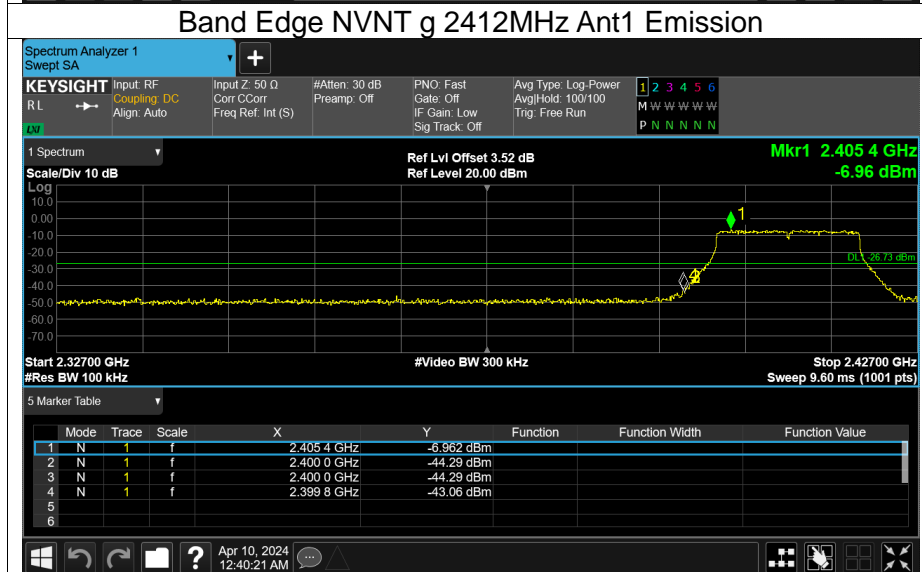 Band Edge NVNT g 2412MHz Ant1 Emission
Spectrum Analyzer 1
Swept SA
+
KEYSIGHT
RL
LXI
Input: RF
Coupling: DC
Align: Auto
Input Z: 50 Ω
Corr CCorr
Freq Ref: Int (S)
#Atten: 30 dB
Preamp: Off
PNO: Fast
Gate: Off
IF Gain: Low
Sig Track: Off
Avg Type: Log-Power
Avg|Hold: 100/100
Trig: Free Run
1 2 3 4 5 6
M W W W W W
P N N N N N
1 Spectrum
Scale/Div 10 dB
Ref Lvl Offset 3.52 dB
Ref Level 20.00 dBm
Mkr1 2.405 4 GHz
-6.96 dBm
Log
10.0
0.00
-10.0
-20.0
-30.0
-40.0
-50.0
-60.0
-70.0
1
DL1 -26.73 dBm
Start 2.32700 GHz
#Res BW 100 kHz
#Video BW 300 kHz
Stop 2.42700 GHz
Sweep 9.60 ms (1001 pts)
5 Marker Table
Mode Trace Scale X Y Function Function Width Function Value
1 N 1 f 2.405 4 GHz -6.962 dBm
2 N 1 f 2.400 0 GHz -44.29 dBm
3 N 1 f 2.400 0 GHz -44.29 dBm
4 N 1 f 2.399 8 GHz -43.06 dBm
5
6
?
Apr 10, 2024
12:40:21 AM